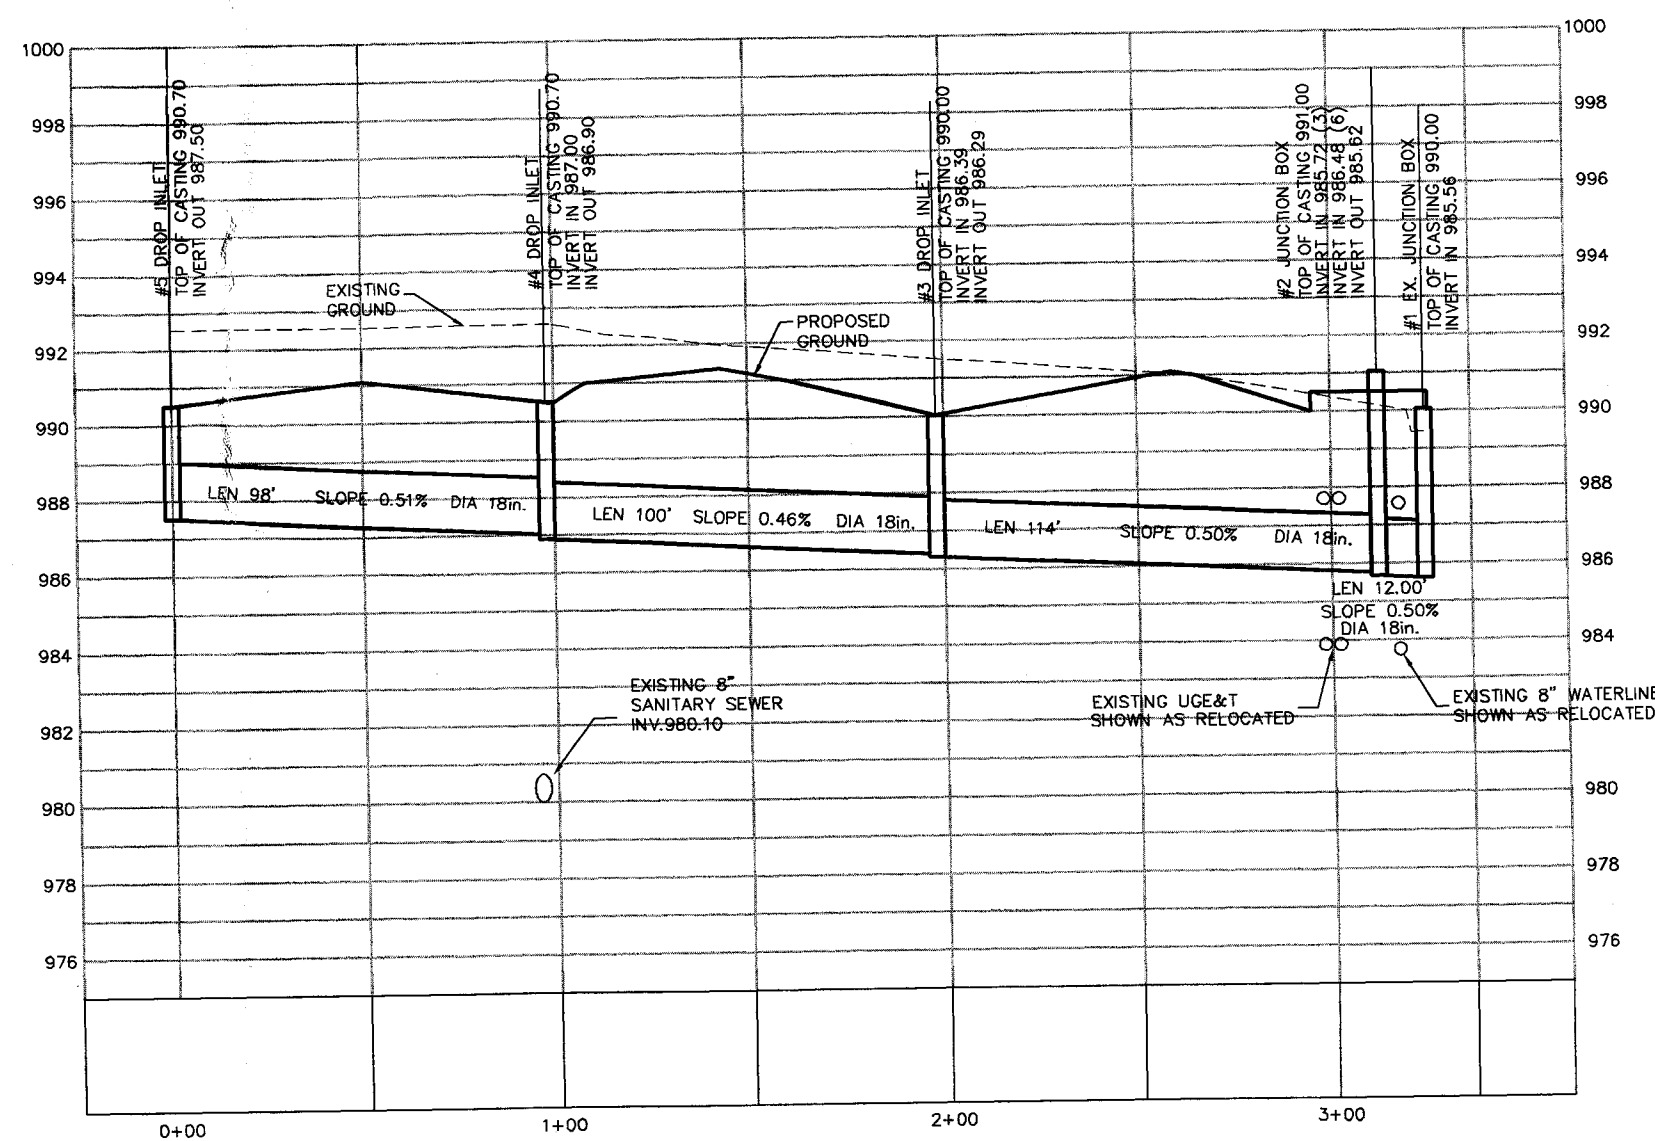 1000
998
996
994
992
990
988
986
984
982
980
978
976
#5 DROP INLET
TOP OF CASTING 990.70
INVERT OUT 987.50
#4 DROP INLET
TOP OF CASTING 990.70
INVERT IN 987.00
INVERT OUT 986.90
#3 DROP INLET
TOP OF CASTING 990.00
INVERT IN 986.39
INVERT OUT 986.29
#2 JUNCTION BOX
TOP OF CASTING 991.00
INVERT IN 985.72 (3)
INVERT IN 986.48 (6)
INVERT OUT 985.62
#1 EX. JUNCTION BOX
TOP OF CASTING 990.00
INVERT IN 985.56
EXISTING
GROUND
PROPOSED
GROUND
LEN 98' SLOPE 0.51% DIA 18in.
LEN 100' SLOPE 0.46% DIA 18in.
LEN 114' SLOPE 0.50% DIA 18in.
LEN 12.00'
SLOPE 0.50%
DIA 18in.
EXISTING 8"
SANITARY SEWER
INV.980.10
EXISTING UGE&T
SHOWN AS RELOCATED
EXISTING 8" WATERLINE
SHOWN AS RELOCATED
1000
998
996
994
992
990
988
986
984
980
978
976
0+00
1+00
2+00
3+00